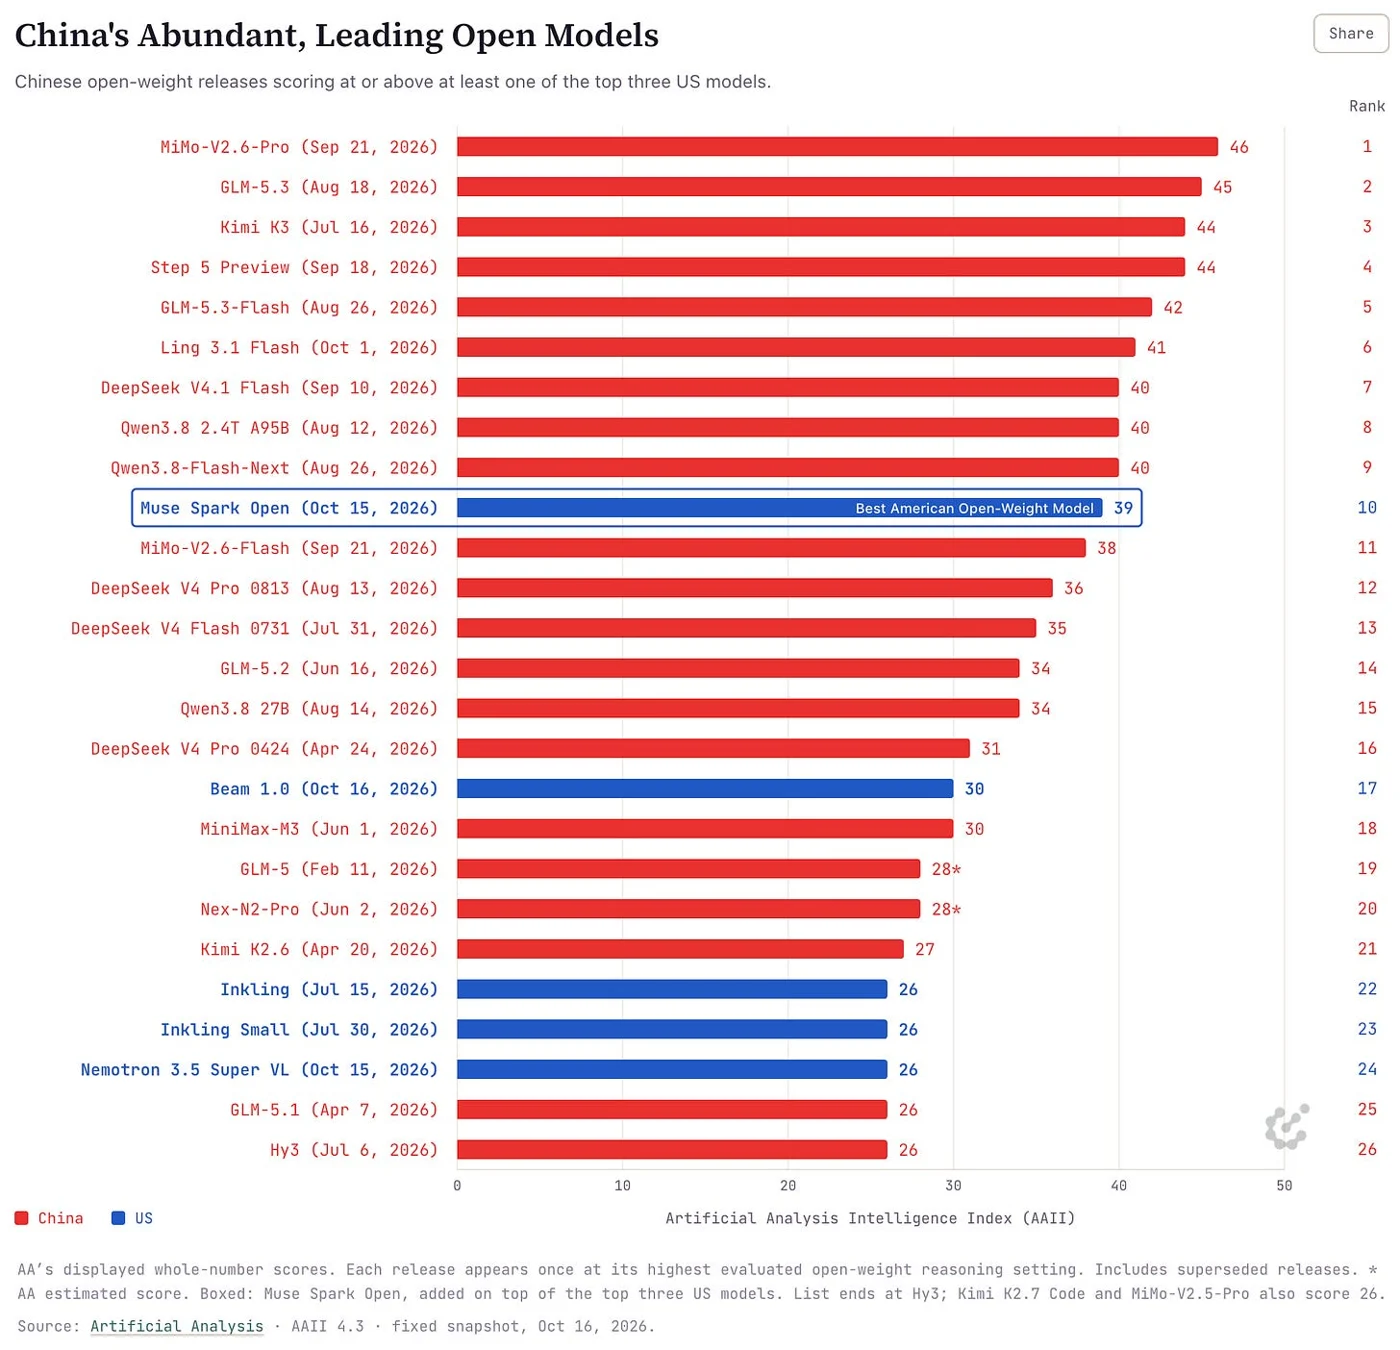 China's Abundant, Leading Open Models
Share
Chinese open-weight releases scoring at or above at least one of the top three US models.
Rank
MiMo-V2.6-Pro (Sep 21, 2026) 46 1
GLM-5.3 (Aug 18, 2026) 45 2
Kimi K3 (Jul 16, 2026) 44 3
Step 5 Preview (Sep 18, 2026) 44 4
GLM-5.3-Flash (Aug 26, 2026) 42 5
Ling 3.1 Flash (Oct 1, 2026) 41 6
DeepSeek V4.1 Flash (Sep 10, 2026) 40 7
Qwen3.8 2.4T A95B (Aug 12, 2026) 40 8
Qwen3.8-Flash-Next (Aug 26, 2026) 40 9
Muse Spark Open (Oct 15, 2026) Best American Open-Weight Model 39 10
MiMo-V2.6-Flash (Sep 21, 2026) 38 11
DeepSeek V4 Pro 0813 (Aug 13, 2026) 36 12
DeepSeek V4 Flash 0731 (Jul 31, 2026) 35 13
GLM-5.2 (Jun 16, 2026) 34 14
Qwen3.8 27B (Aug 14, 2026) 34 15
DeepSeek V4 Pro 0424 (Apr 24, 2026) 31 16
Beam 1.0 (Oct 16, 2026) 30 17
MiniMax-M3 (Jun 1, 2026) 30 18
GLM-5 (Feb 11, 2026) 28* 19
Nex-N2-Pro (Jun 2, 2026) 28* 20
Kimi K2.6 (Apr 20, 2026) 27 21
Inkling (Jul 15, 2026) 26 22
Inkling Small (Jul 30, 2026) 26 23
Nemotron 3.5 Super VL (Oct 15, 2026) 26 24
GLM-5.1 (Apr 7, 2026) 26 25
Hy3 (Jul 6, 2026) 26 26
0 10 20 30 40 50
China US
Artificial Analysis Intelligence Index (AAII)
AA’s displayed whole-number scores. Each release appears once at its highest evaluated open-weight reasoning setting. Includes superseded releases. *
AA estimated score. Boxed: Muse Spark Open, added on top of the top three US models. List ends at Hy3; Kimi K2.7 Code and MiMo-V2.5-Pro also score 26.
Source: Artificial Analysis · AAII 4.3 · fixed snapshot, Oct 16, 2026.